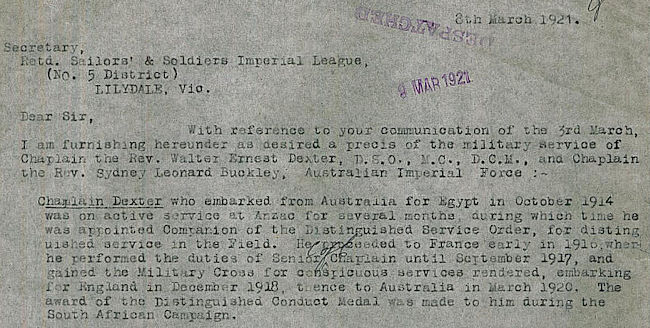 8th March 1921.
DESPATCHED
9 MAR 1921
Secretary,
Retd. Sailors' & Soldiers Imperial League,
(No. 5 District)
LILYDALE, Vic.
Dear Sir,
With reference to your communication of the 3rd March,
I am furnishing hereunder as desired a precis of the military service of
Chaplain the Rev. Walter Ernest Dexter, D.S.O., M.C., D.C.M., and Chaplain
the Rev. Sydney Leonard Buckley, Australian Imperial Force :-
Chaplain Dexter who embarked from Australia for Egypt in October 1914
was on active service at Anzac for several months, during which time he
was appointed Companion of the Distinguished Service Order, for disting
uished service in the Field. He proceeded to France early in 1916,where
he performed the duties of Senior Chaplain until September 1917, and
gained the Military Cross for conspicuous services rendered, embarking
for England in December 1918, thence to Australia in March 1920. The
award of the Distinguished Conduct Medal was made to him during the
South African Campaign.